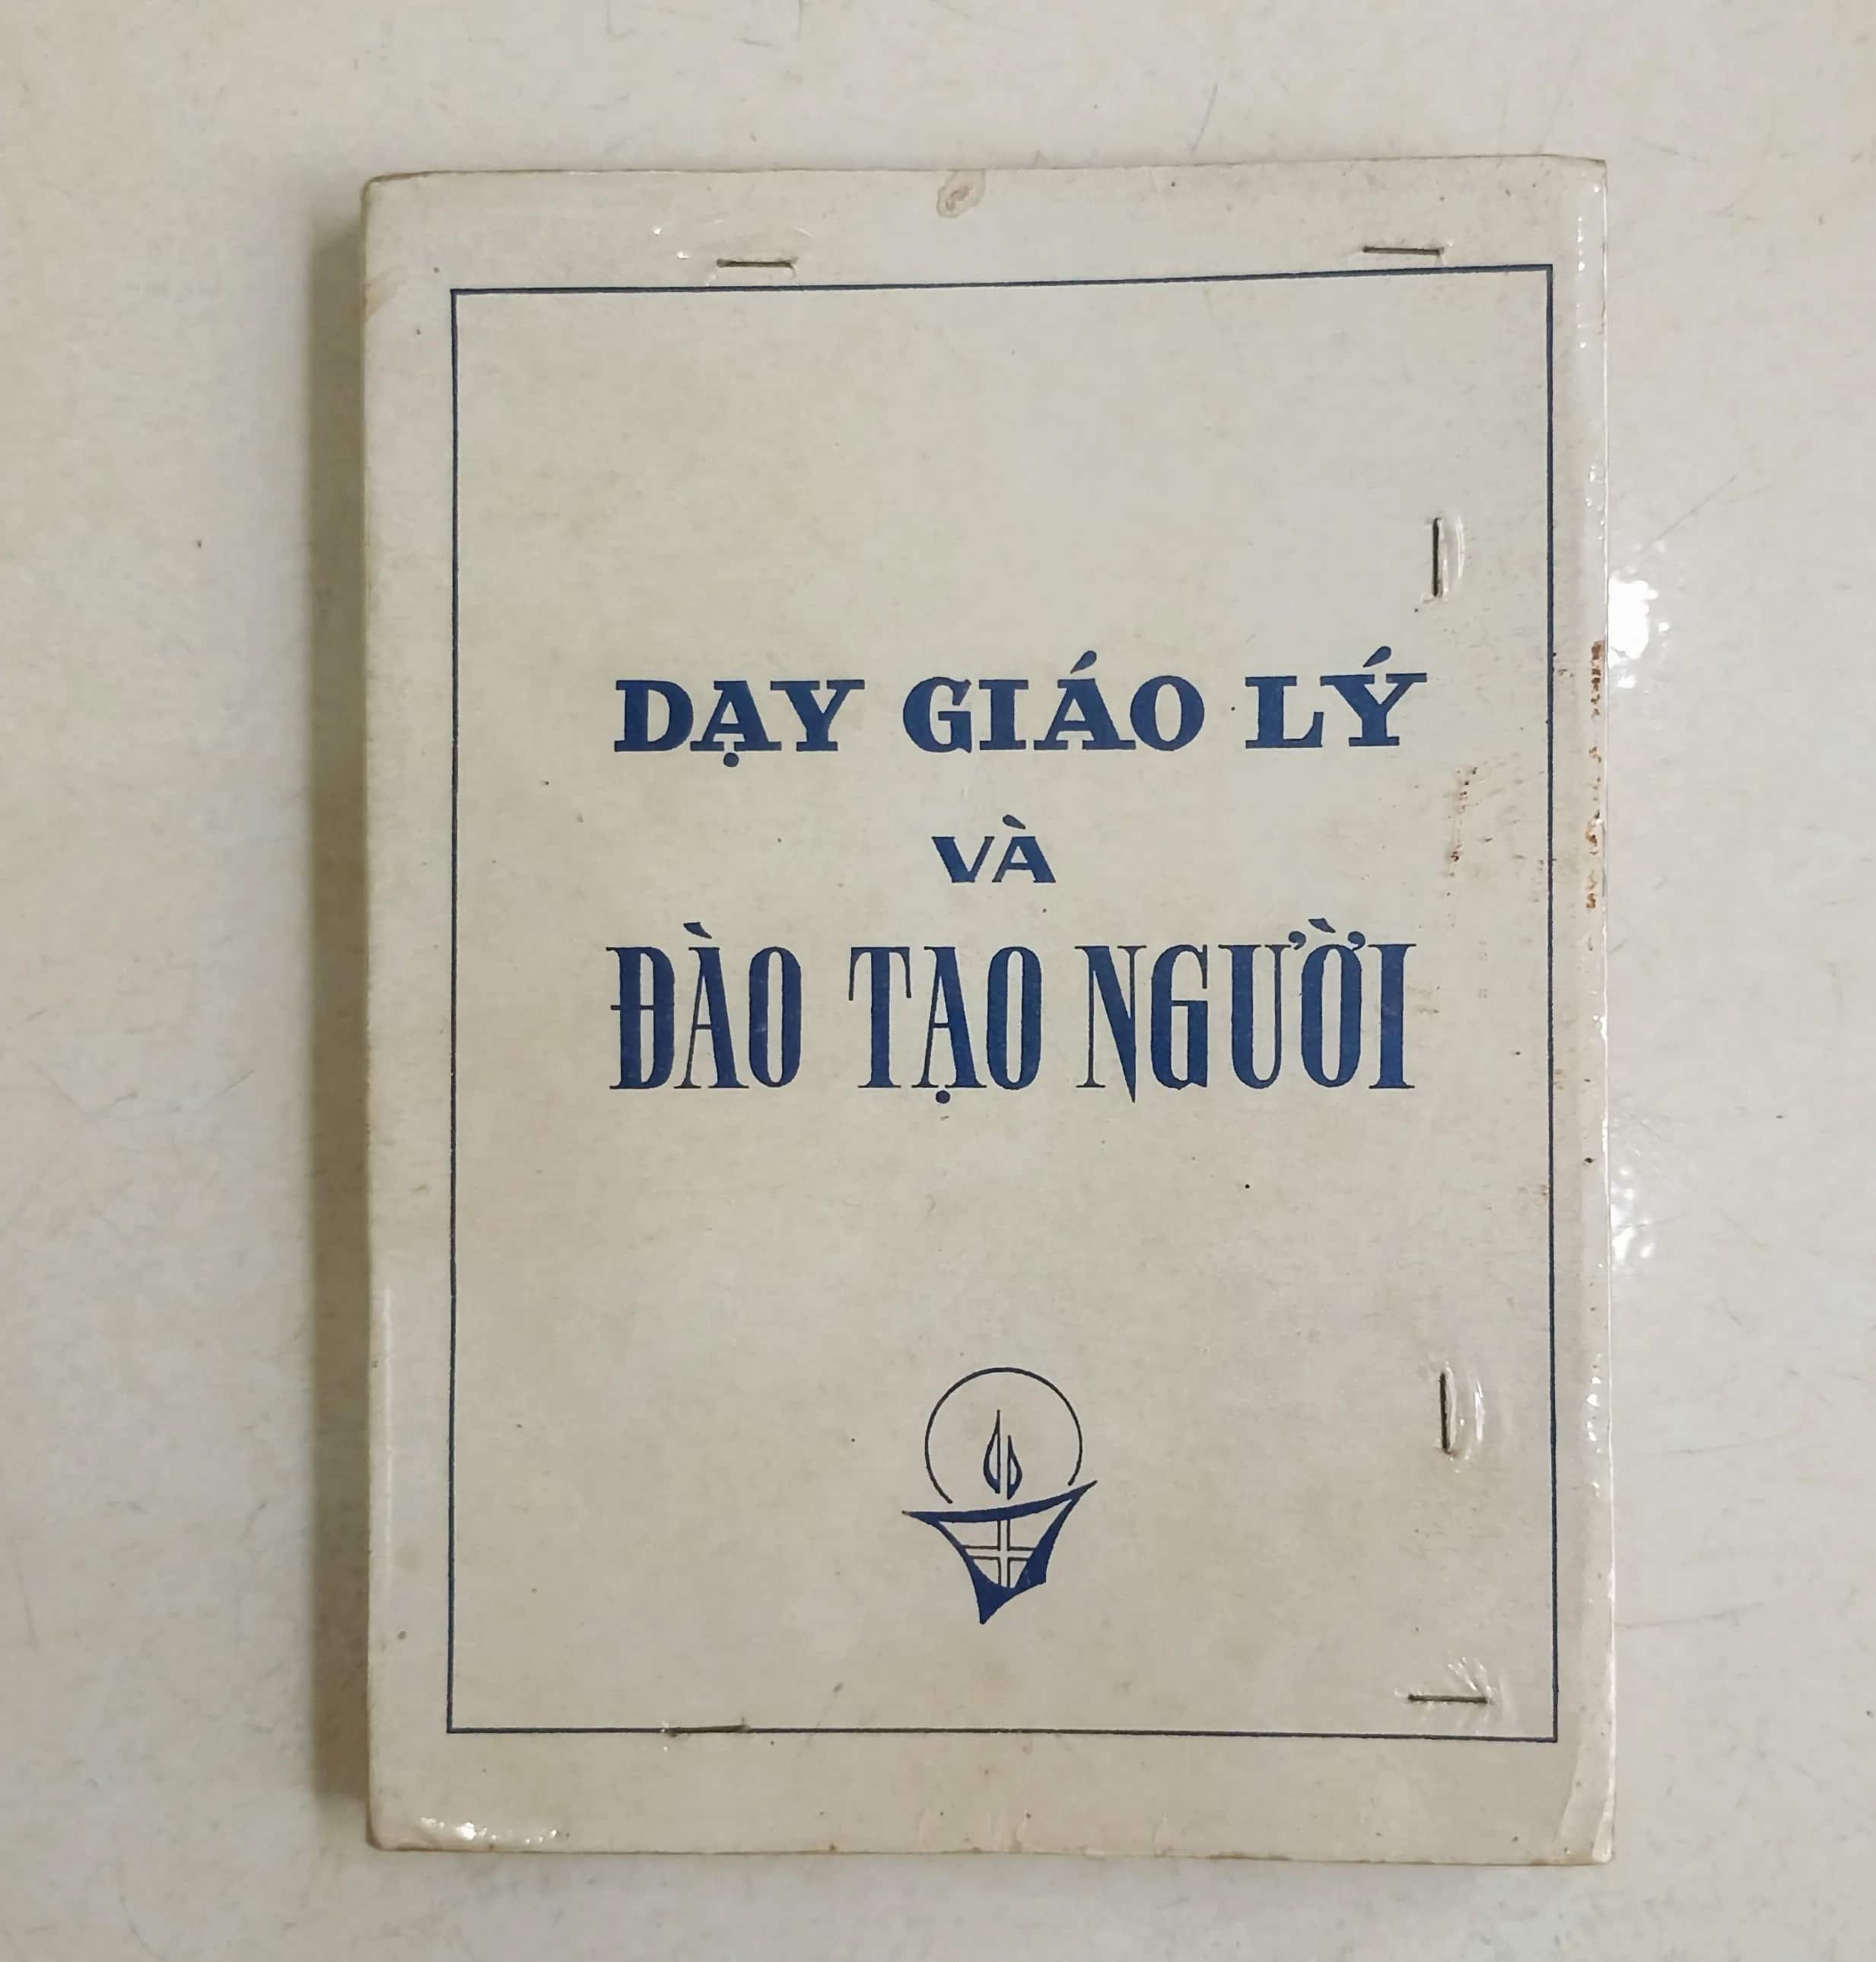 DẠY GIÁO LÝ
VÀ
ĐÀO TẠO NGƯỜI